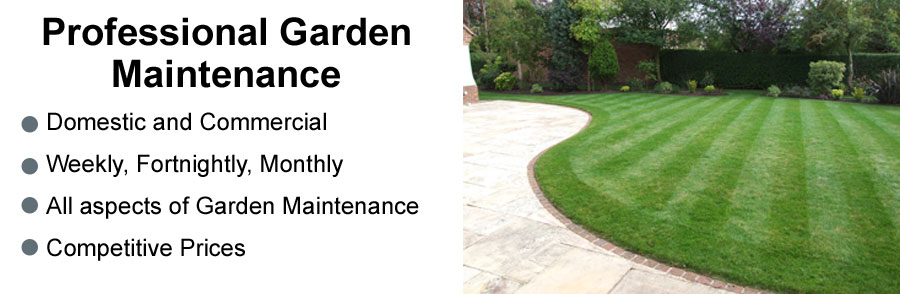 Professional Garden
Maintenance
Domestic and Commercial
Weekly, Fortnightly, Monthly
All aspects of Garden Maintenance
Competitive Prices